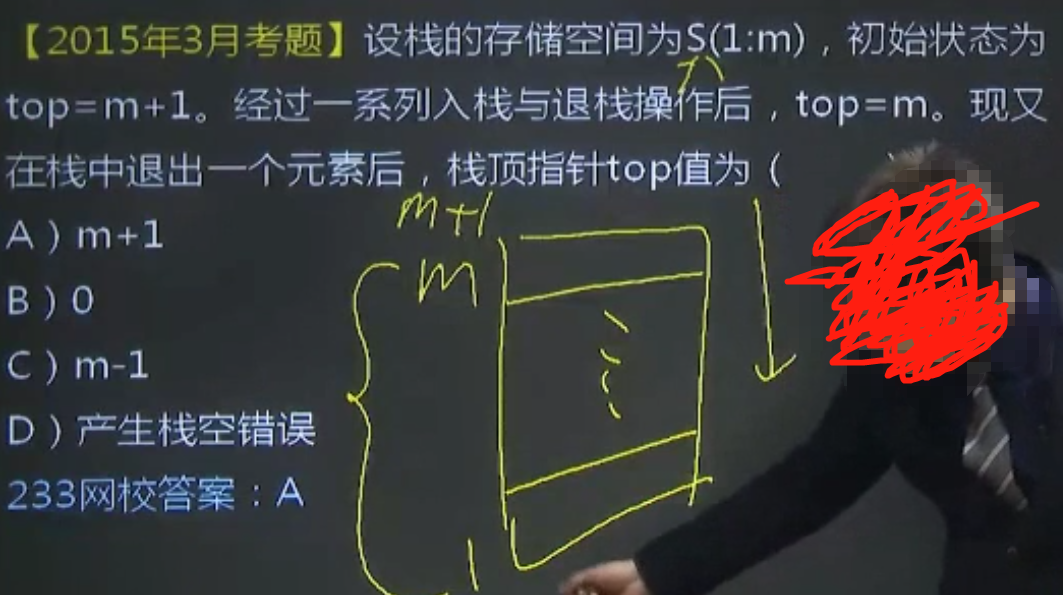 【2015年3月考题】设栈的存储空间为S(1:m)，初始状态为
top=m+1。经过一系列入栈与退栈操作后，top=m。现又
在栈中退出一个元素后，栈顶指针top值为（
A）m+1
B）0
C）m-1
D）产生栈空错误
233网校答案：A
m+1
m
1